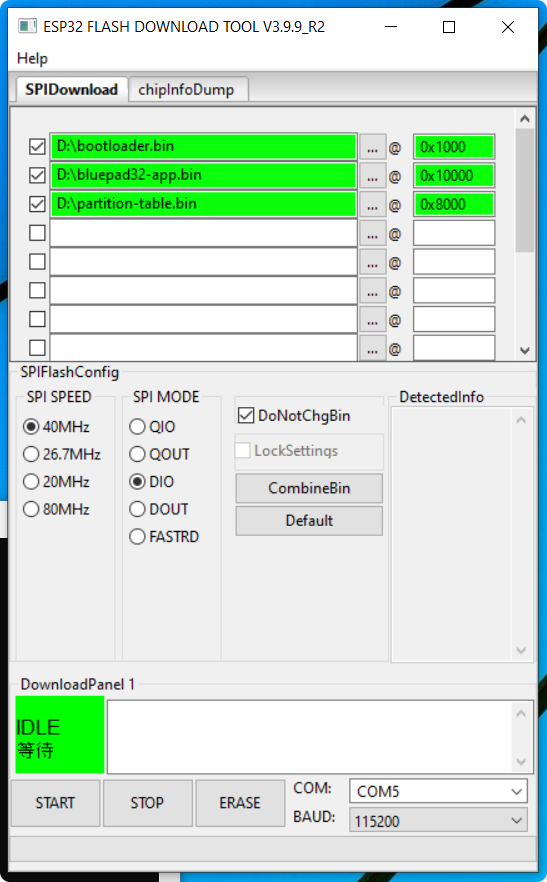 ESP32 FLASH DOWNLOAD TOOL V3.9.9_R2
Help
SPIDownload chipInfoDump
D:\bootloader.bin ... @ 0x1000
D:\bluepad32-app.bin ... @ 0x10000
D:\partition-table.bin ... @ 0x8000
... @
... @
... @
... @
... @
SPIFlashConfig
SPI SPEED SPI MODE DetectedInfo
40MHz QIO DoNotChgBin
26.7MHz QOUT LockSettings
20MHz DIO CombineBin
80MHz DOUT Default
FASTRD
DownloadPanel 1
IDLE
等待
START STOP ERASE COM: COM5
BAUD: 115200